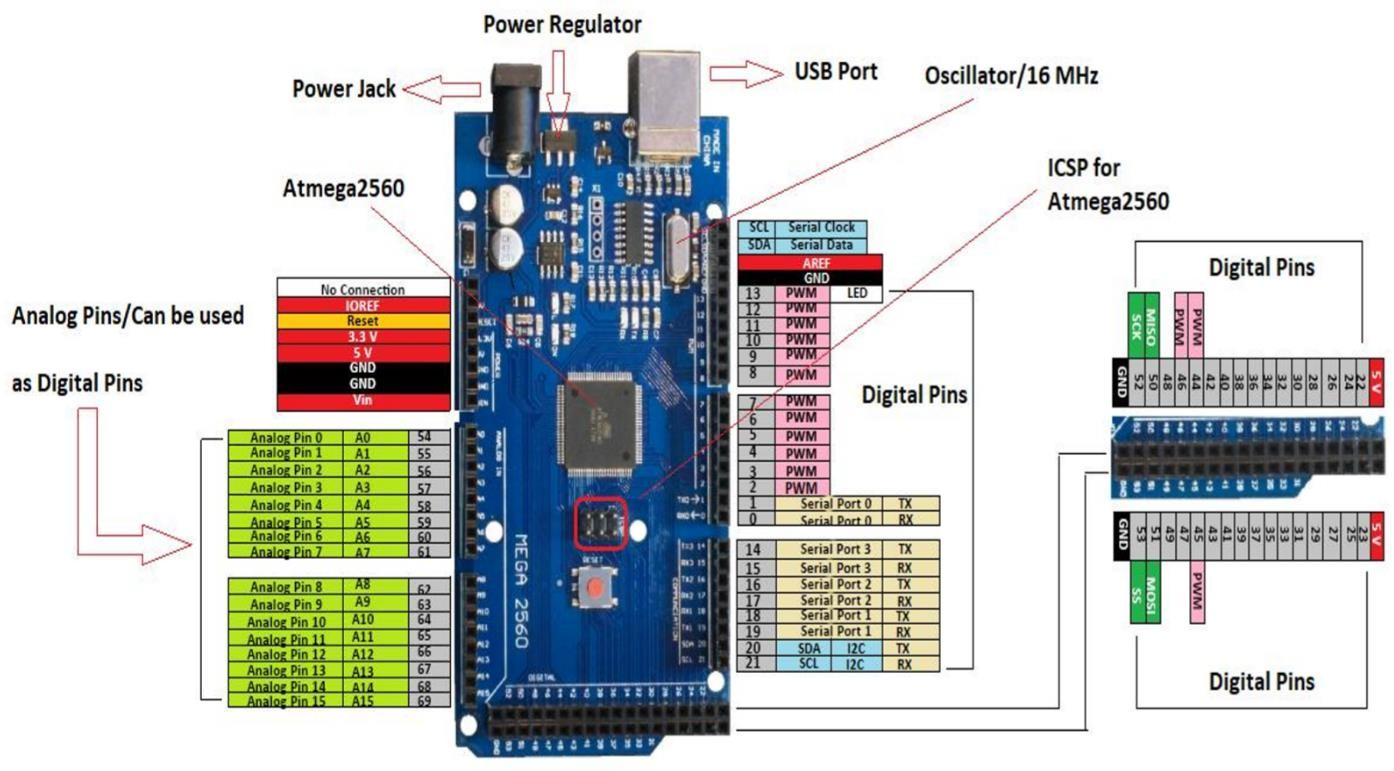 Power Regulator
Power Jack
USB Port
Oscillator/16 MHz
Atmega2560
ICSP for
Atmega2560
MADE IN
CHINA
SCL Serial Clock
SDA Serial Data
AREF
GND
13 PWM LED
12 PWM
11 PWM
10 PWM
9 PWM
8 PWM
7 PWM
6 PWM
5 PWM
4 PWM
3 PWM
2 PWM
1 Serial Port 0 TX
0 Serial Port 0 RX
14 Serial Port 3 TX
15 Serial Port 3 RX
16 Serial Port 2 TX
17 Serial Port 2 RX
18 Serial Port 1 TX
19 Serial Port 1 RX
20 SDA I2C TX
21 SCL I2C RX
Digital Pins
No Connection
IOREF
Reset
3.3 V
5 V
GND
GND
Vin
Analog Pins/Can be used
as Digital Pins
Analog Pin 0 A0 54
Analog Pin 1 A1 55
Analog Pin 2 A2 56
Analog Pin 3 A3 57
Analog Pin 4 A4 58
Analog Pin 5 A5 59
Analog Pin 6 A6 60
Analog Pin 7 A7 61
Analog Pin 8 A8 62
Analog Pin 9 A9 63
Analog Pin 10 A10 64
Analog Pin 11 A11 65
Analog Pin 12 A12 66
Analog Pin 13 A13 67
Analog Pin 14 A14 68
Analog Pin 15 A15 69
POWER
ANALOG IN
PWM
RESET
MEGA 2560
COMMUNICATION
DIGITAL
Digital Pins
SCK MISO PWM PWM
GND 52 50 48 46 44 42 40 38 36 34 32 30 28 26 24 22 5 V
GND 53 51 49 47 45 43 41 39 37 35 33 31 29 27 25 23 5 V
SS MOSI PWM
Digital Pins